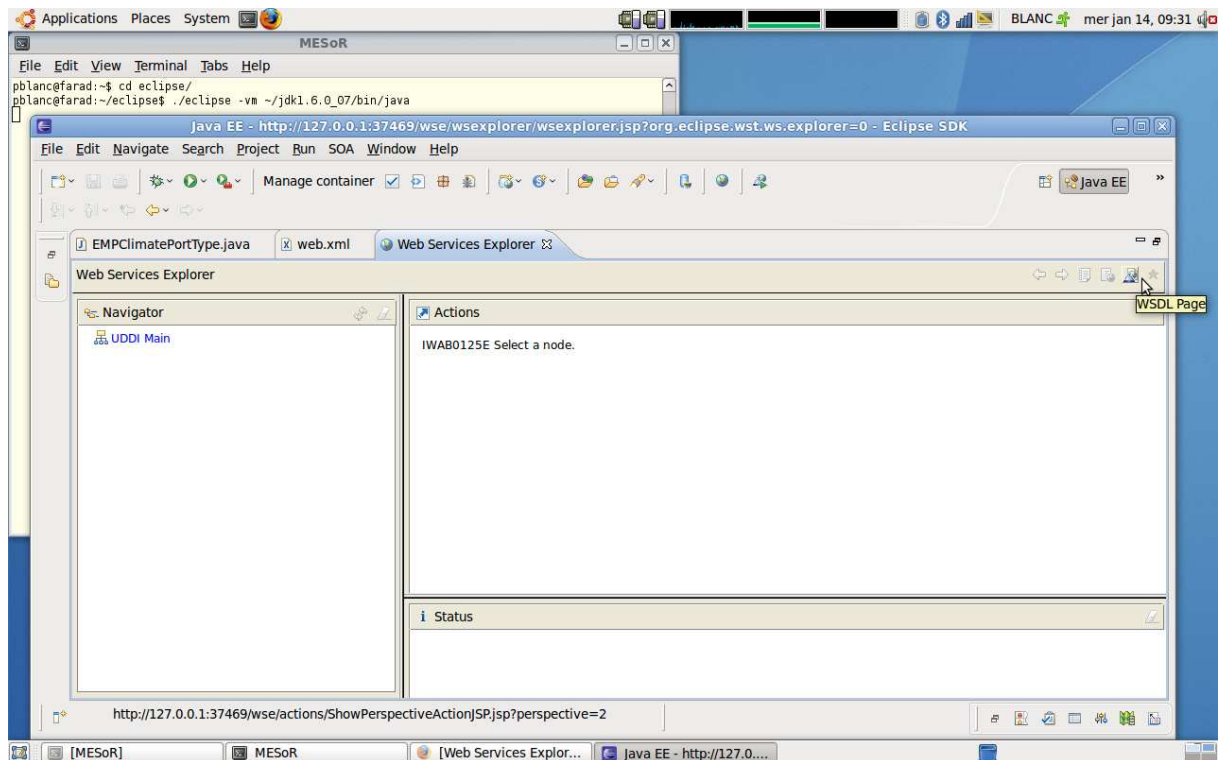 Applications Places System BLANC mer jan 14, 09:31
MESoR
File Edit View Terminal Tabs Help
pblanc@farad:~$ cd eclipse/
pblanc@farad:~/eclipse$ ./eclipse -vm ~/jdk1.6.0_07/bin/java
Java EE - http://127.0.0.1:37469/wse/wsexplorer/wsexplorer.jsp?org.eclipse.wst.ws.explorer=0 - Eclipse SDK
File Edit Navigate Search Project Run SOA Window Help
Manage container Java EE »
EMPClimatePortType.java web.xml Web Services Explorer
Web Services Explorer
WSDL Page
Navigator Actions
UDDI Main
IWAB0125E Select a node.
Status
http://127.0.0.1:37469/wse/actions/ShowPerspectiveActionJSP.jsp?perspective=2
[MESoR] MESoR [Web Services Explor... Java EE - http://127.0....